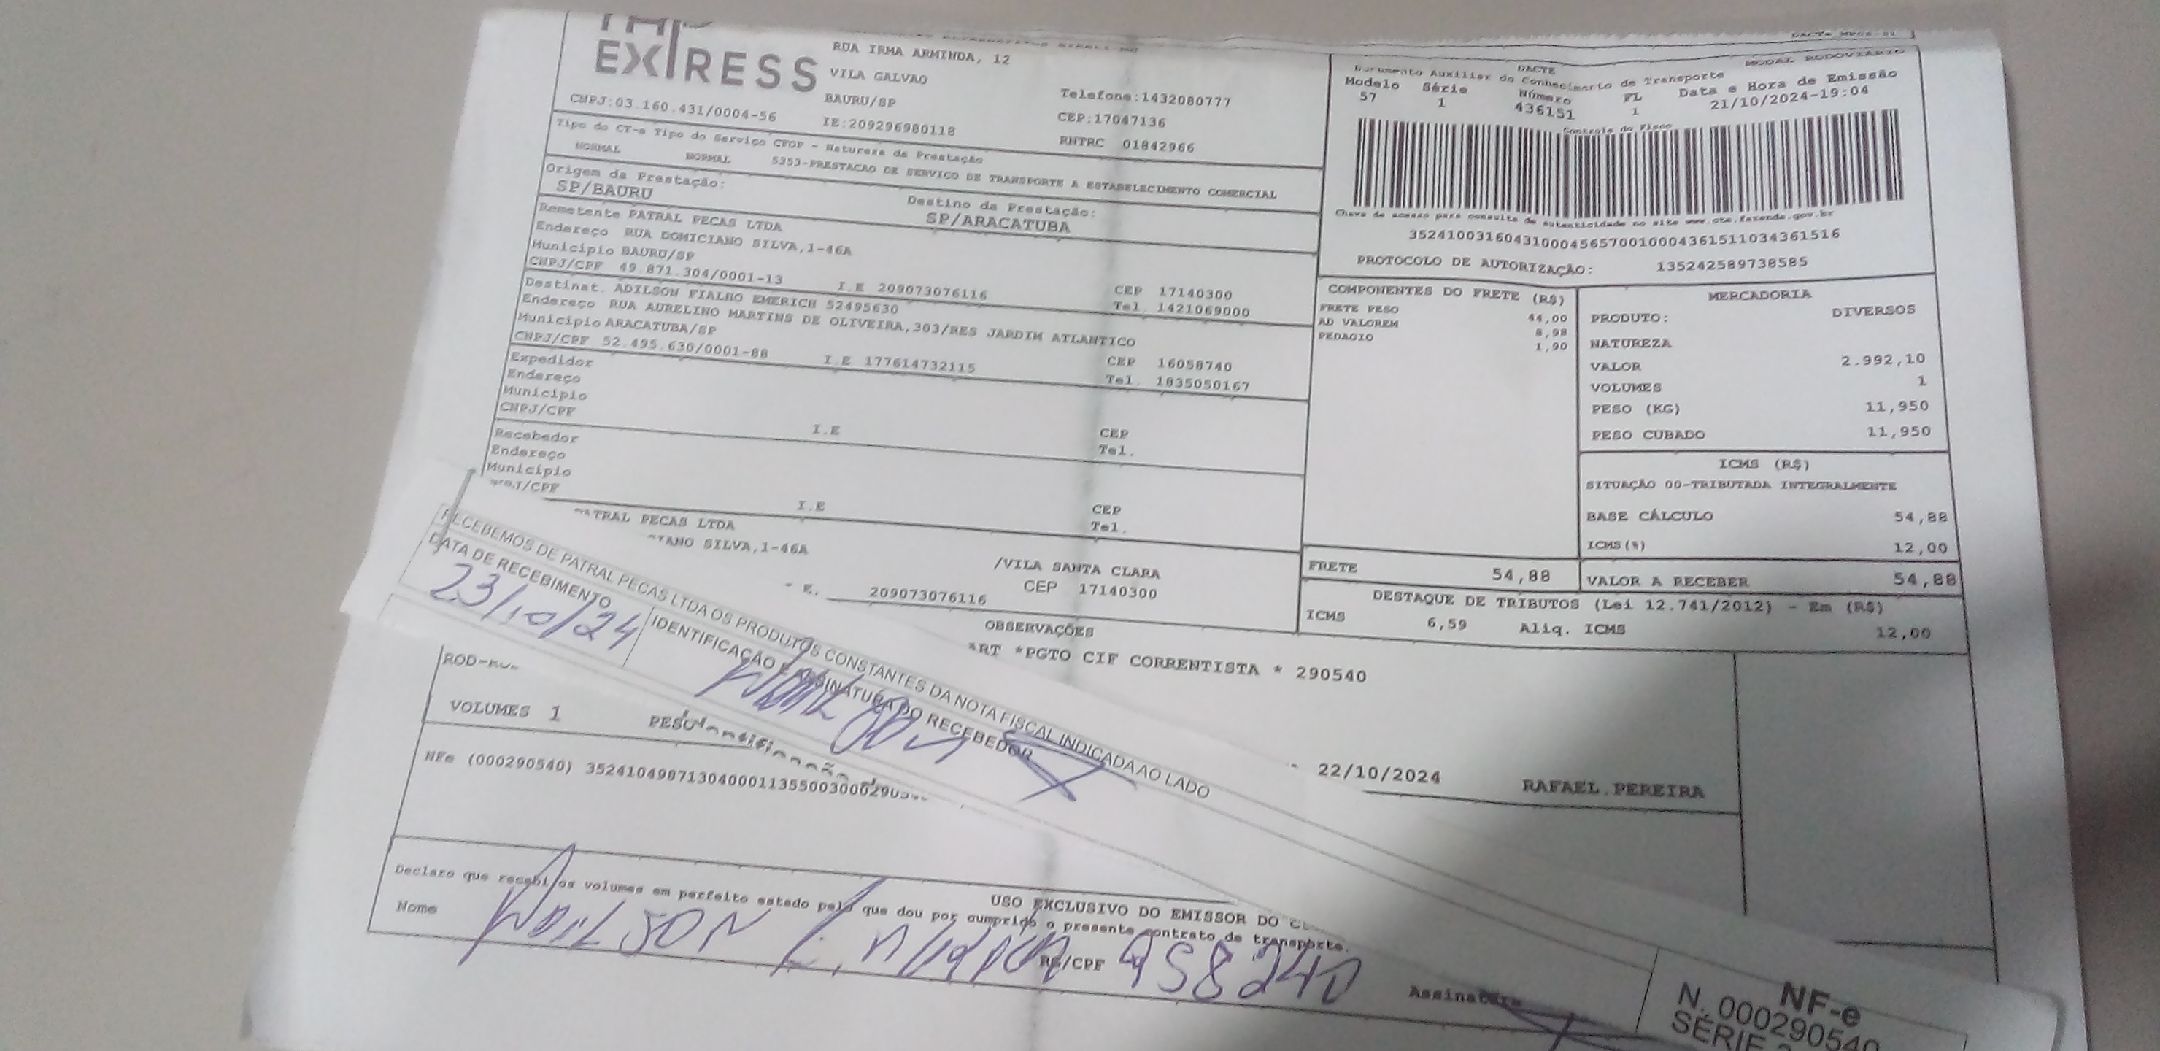 EXPRESS
RUA IRMA ARMINDA, 12
VILA GALVAO
BAURU/SP
Telefone:1432080777
CNPJ:03.160.431/0004-56
IE:209296980118
CEP:17047136
RNTRC 01842966
Tipo do CT-e Tipo do Serviço CFOP - Natureza da Prestação
NORMAL NORMAL 5353-PRESTACAO DE SERVICO DE TRANSPORTE A ESTABELECIMENTO COMERCIAL
Origem da Prestação:
SP/BAURU
Destino da Prestação:
SP/ARACATUBA
Remetente PATRAL PECAS LTDA
Endereço RUA DOMICIANO SILVA,1-46A
Município BAURU/SP
CEP 17140300
CNPJ/CPF 49.871.304/0001-13 I.E 209073076116
Tel. 1421069000
Destinat. ADILSON FIALHO EMERICH 52495630
Endereço RUA AURELINO MARTINS DE OLIVEIRA,303/RES JARDIM ATLANTICO
Município ARACATUBA/SP
CEP 16058740
CNPJ/CPF 52.495.630/0001-88 I.E 177614732115
Tel. 1835050167
Expedidor
Endereço
Município
CEP
CNPJ/CPF
I.E
Tel.
Recebedor
Endereço
Município
CEP
I.E
Tel.
PATRAL PECAS LTDA
SILVA,1-46A
/VILA SANTA CLARA
209073076116
CEP 17140300
OBSERVAÇÕES
*PGTO CIF CORRENTISTA * 290540
MODAL RODOVIÁRIO
DACTE
Documento Auxiliar do Conhecimento de Transporte
Modelo Série Número FL Data e Hora de Emissão
57 1 436151 1 21/10/2024-19:04
Controle do Fisco
Chave de acesso para consulta de autenticidade no site www.cte.fazenda.gov.br
35241003160431000456570010004361511034361516
PROTOCOLO DE AUTORIZAÇÃO: 135242589738585
COMPONENTES DO FRETE (R$)
FRETE PESO 44,00
AD VALOREM 8,98
PEDAGIO 1,90
MERCADORIA
PRODUTO: DIVERSOS
NATUREZA
VALOR 2.992,10
VOLUMES 1
PESO (KG) 11,950
PESO CUBADO 11,950
ICMS (R$)
SITUAÇÃO 00-TRIBUTADA INTEGRALMENTE
BASE CÁLCULO 54,88
ICMS(%) 12,00
FRETE 54,88
VALOR A RECEBER 54,88
DESTAQUE DE TRIBUTOS (Lei 12.741/2012) - Em (R$)
ICMS 6,59 Aliq. ICMS 12,00
RECEBEMOS DE PATRAL PECAS LTDA OS PRODUTOS CONSTANTES DA NOTA FISCAL INDICADA AO LADO
DATA DE RECEBIMENTO
23/10/24
IDENTIFICAÇÃO E ASSINATURA DO RECEBEDOR
VOLUMES 1
PESO
22/10/2024
RAFAEL.PEREIRA
NFe (000290540)
USO EXCLUSIVO DO EMISSOR DO
Declaro que recebi os volumes em perfeito estado pelo que dou por cumprido o presente contrato de transporte.
Nome
ADILSON
RG/CPF
958240
Assinatura
NF-e
N. 000290540
SÉRIE